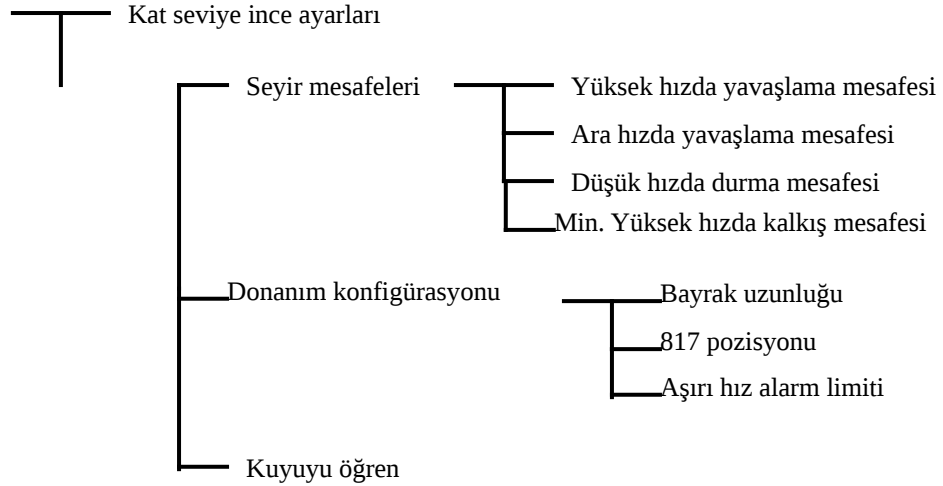 Kat seviye ince ayarları
Seyir mesafeleri
Yüksek hızda yavaşlama mesafesi
Ara hızda yavaşlama mesafesi
Düşük hızda durma mesafesi
Min. Yüksek hızda kalkış mesafesi
Donanım konfigürasyonu
Bayrak uzunluğu
817 pozisyonu
Aşırı hız alarm limiti
Kuyuyu öğren